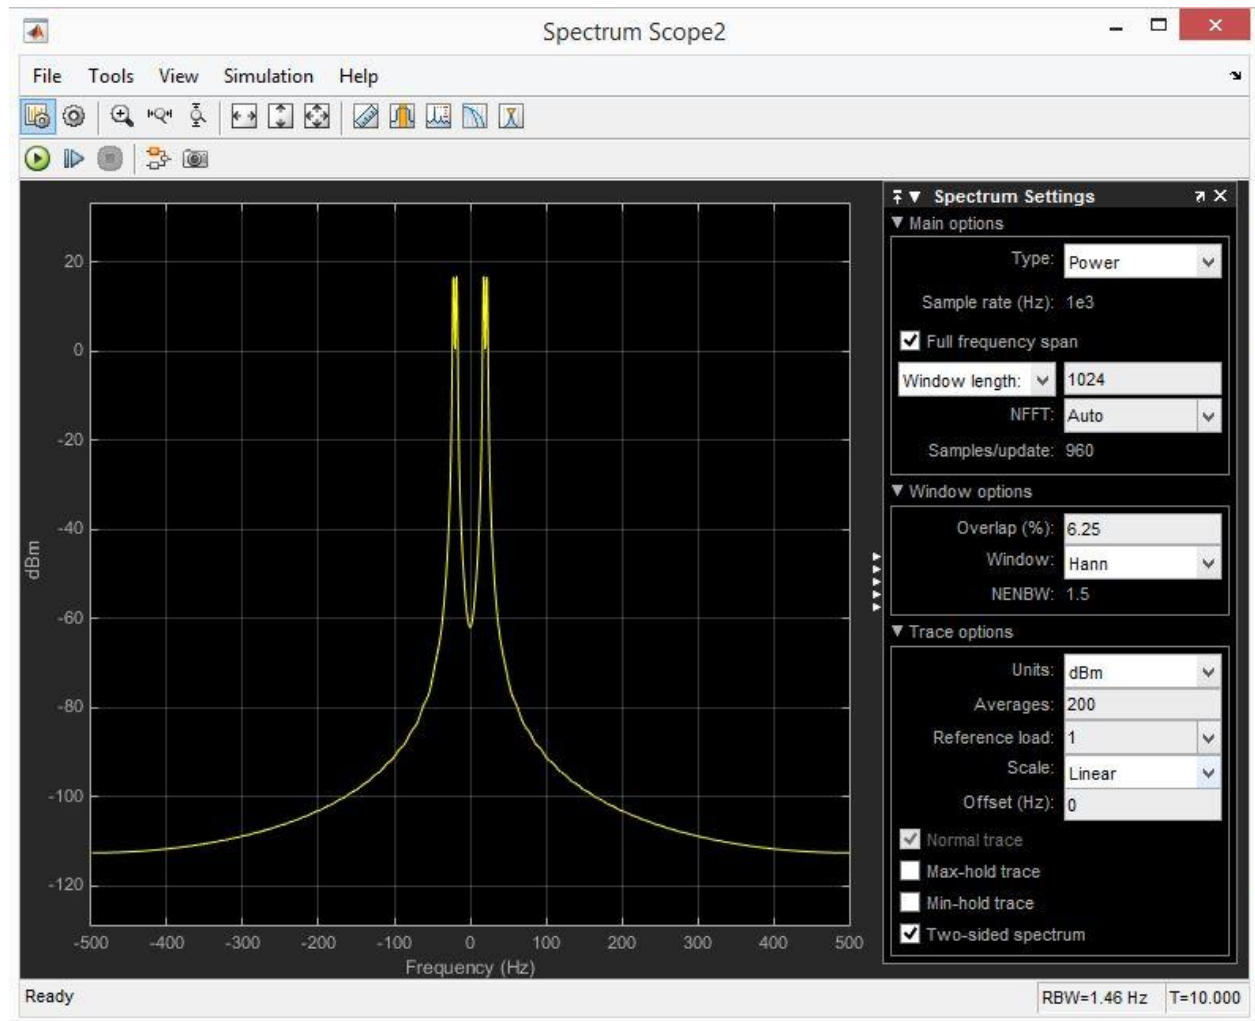 Spectrum Scope2
File Tools View Simulation Help
20
0
-20
-40
-60
-80
-100
-120
dBm
-500 -400 -300 -200 -100 0 100 200 300 400 500
Frequency (Hz)
Spectrum Settings
Main options
Type: Power
Sample rate (Hz): 1e3
Full frequency span
Window length: 1024
NFFT: Auto
Samples/update: 960
Window options
Overlap (%): 6.25
Window: Hann
NENBW: 1.5
Trace options
Units: dBm
Averages: 200
Reference load: 1
Scale: Linear
Offset (Hz): 0
Normal trace
Max-hold trace
Min-hold trace
Two-sided spectrum
Ready RBW=1.46 Hz T=10.000